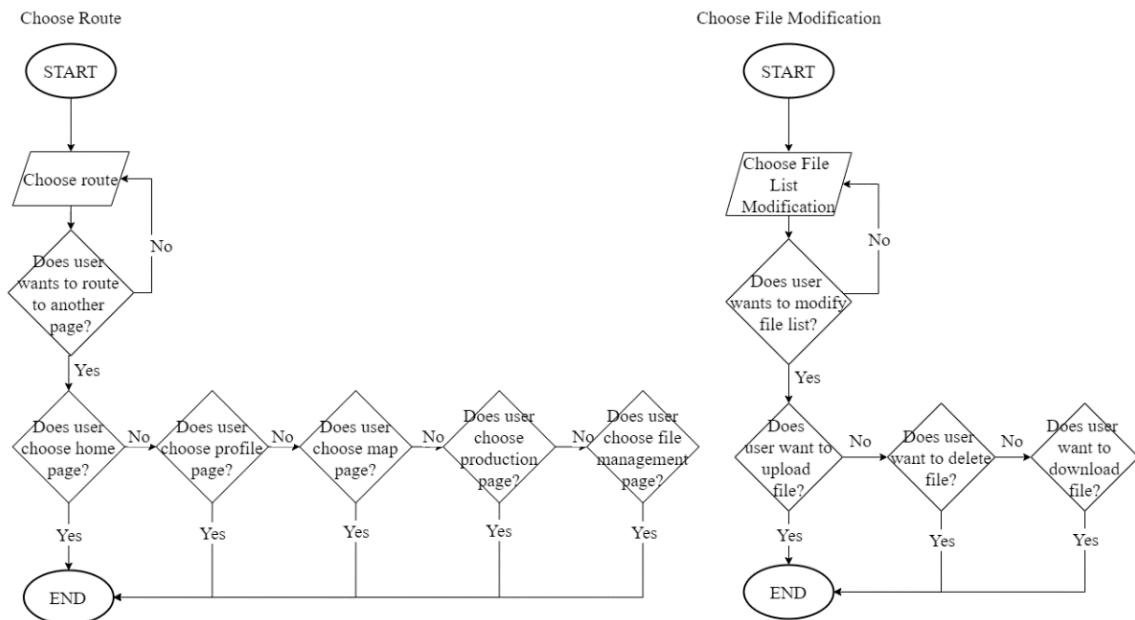 Choose Route
START
Choose route
No
Does user
wants to route
to another
page?
Yes
Does user
choose home
page?
No
Does user
choose profile
page?
No
Does user
choose map
page?
No
Does user
choose
production
page?
No
Does user
choose file
management
page?
Yes
Yes
Yes
Yes
Yes
END
Choose File Modification
START
Choose File
List
Modification
No
Does user
wants to modify
file list?
Yes
Does
user want to
upload
file?
No
Does user
want to delete
file?
No
Does user
want to
download
file?
Yes
Yes
Yes
END